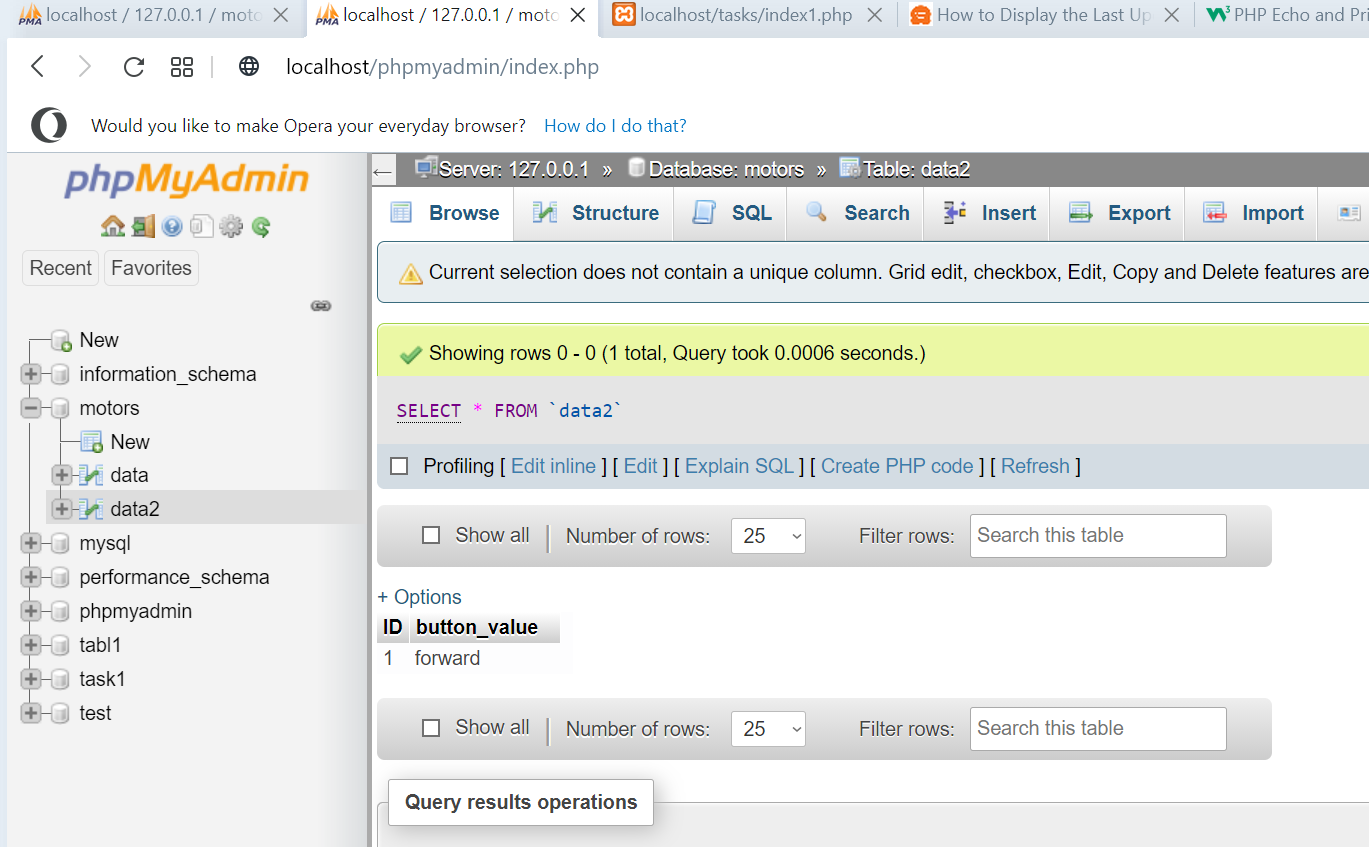 localhost / 127.0.0.1 / moto localhost / 127.0.0.1 / moto localhost/tasks/index1.php How to Display the Last Up PHP Echo and Pri
localhost/phpmyadmin/index.php
Would you like to make Opera your everyday browser? How do I do that?
phpMyAdmin
Recent Favorites
New
information_schema
motors
New
data
data2
mysql
performance_schema
phpmyadmin
tabl1
task1
test
Server: 127.0.0.1 » Database: motors » Table: data2
Browse Structure SQL Search Insert Export Import
Current selection does not contain a unique column. Grid edit, checkbox, Edit, Copy and Delete features are
Showing rows 0 - 0 (1 total, Query took 0.0006 seconds.)
SELECT * FROM `data2`
Profiling [ Edit inline ] [ Edit ] [ Explain SQL ] [ Create PHP code ] [ Refresh ]
Show all | Number of rows: 25 Filter rows: Search this table
+ Options
ID button_value
1 forward
Show all | Number of rows: 25 Filter rows: Search this table
Query results operations